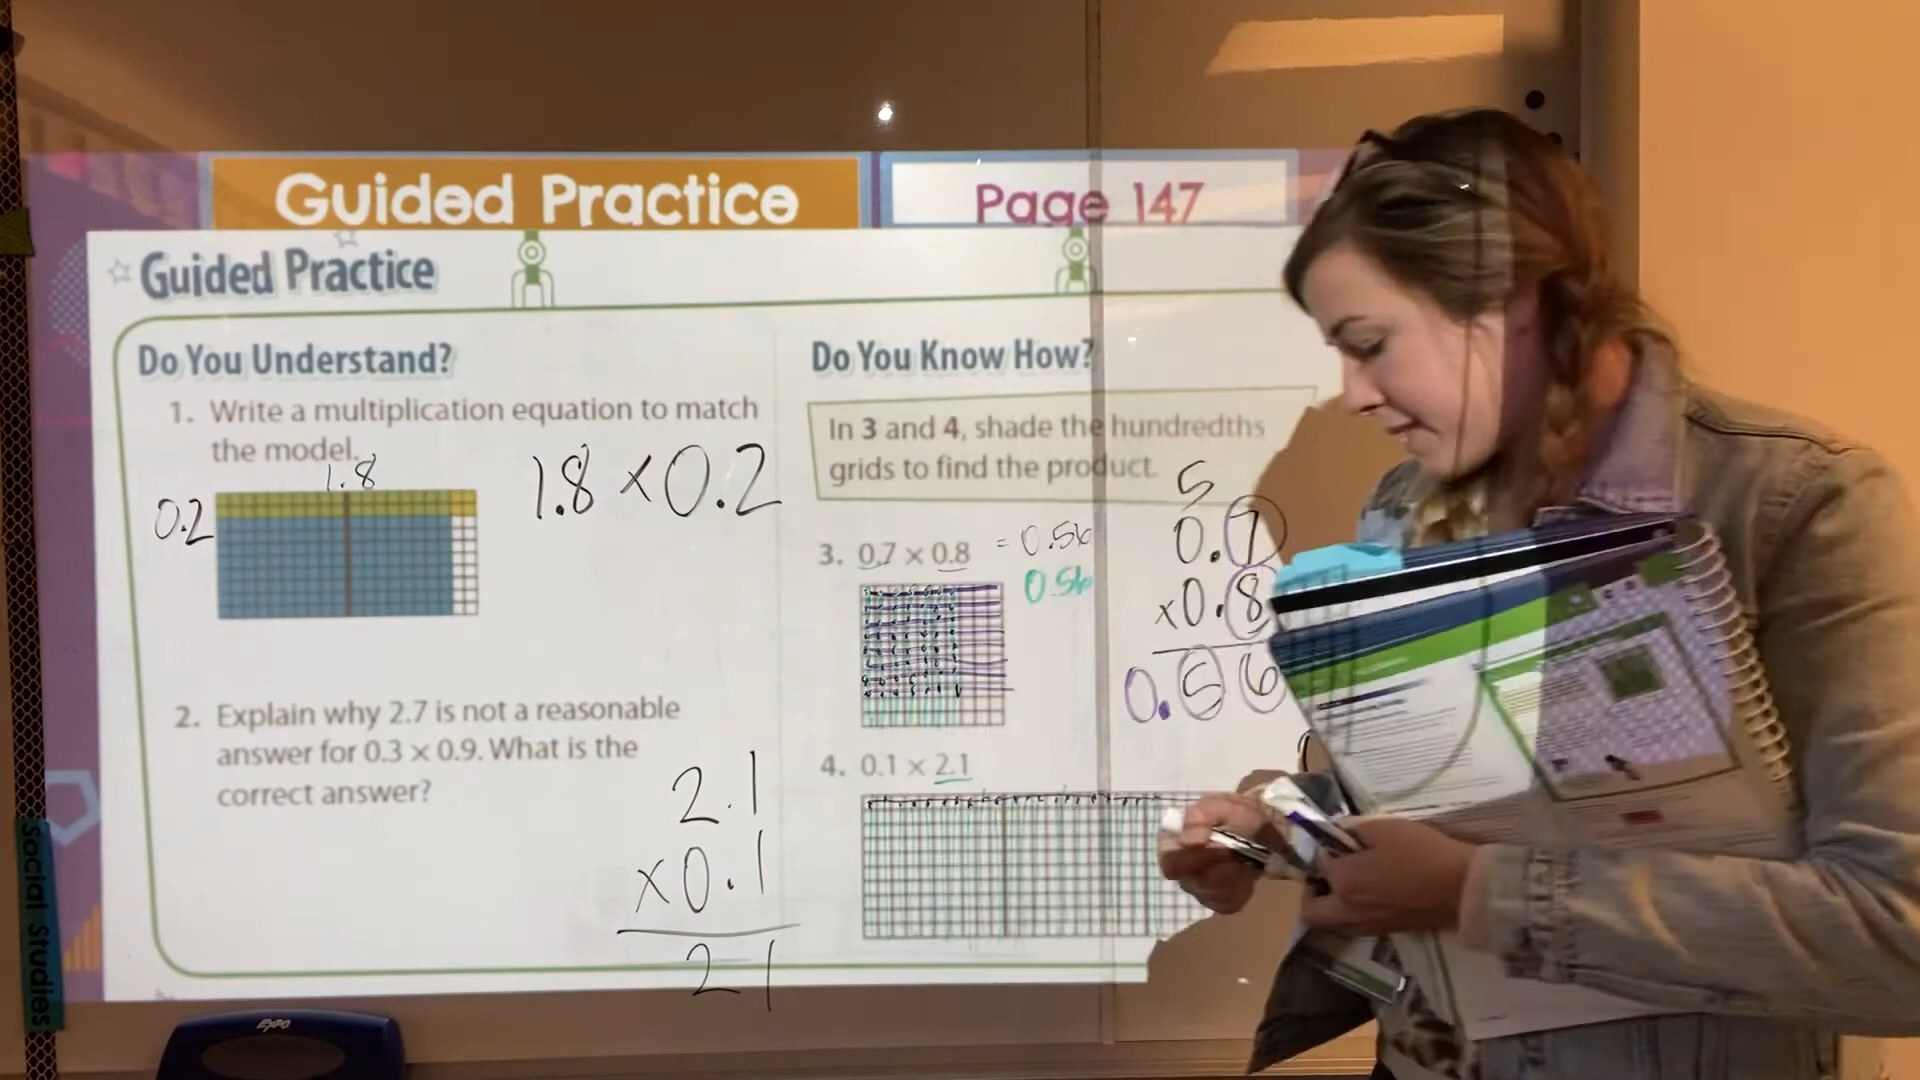 Guided Practice
Page 147
Guided Practice
Do You Understand?
1. Write a multiplication equation to match
the model.
1.8
0.2
1.8 × 0.2
2. Explain why 2.7 is not a reasonable
answer for 0.3 × 0.9. What is the
correct answer?
2.1
×0.1
21
Do You Know How?
In 3 and 4, shade the hundredths
grids to find the product.
3. 0.7 × 0.8
= 0.56
0.56
5
0.7
×0.8
0.56
4. 0.1 × 2.1
Social Studies
EXPO